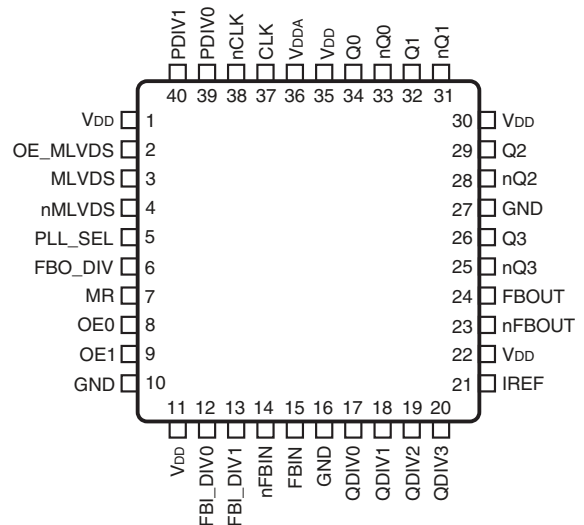 PDIV1
PDIV0
nCLK
CLK
VDDA
VDD
Q0
nQ0
Q1
nQ1
40 39 38 37 36 35 34 33 32 31
VDD 1
OE_MLVDS 2
MLVDS 3
nMLVDS 4
PLL_SEL 5
FBO_DIV 6
MR 7
OE0 8
OE1 9
GND 10
30 VDD
29 Q2
28 nQ2
27 GND
26 Q3
25 nQ3
24 FBOUT
23 nFBOUT
22 VDD
21 IREF
11 12 13 14 15 16 17 18 19 20
VDD
FBI_DIV0
FBI_DIV1
nFBIN
FBIN
GND
QDIV0
QDIV1
QDIV2
QDIV3